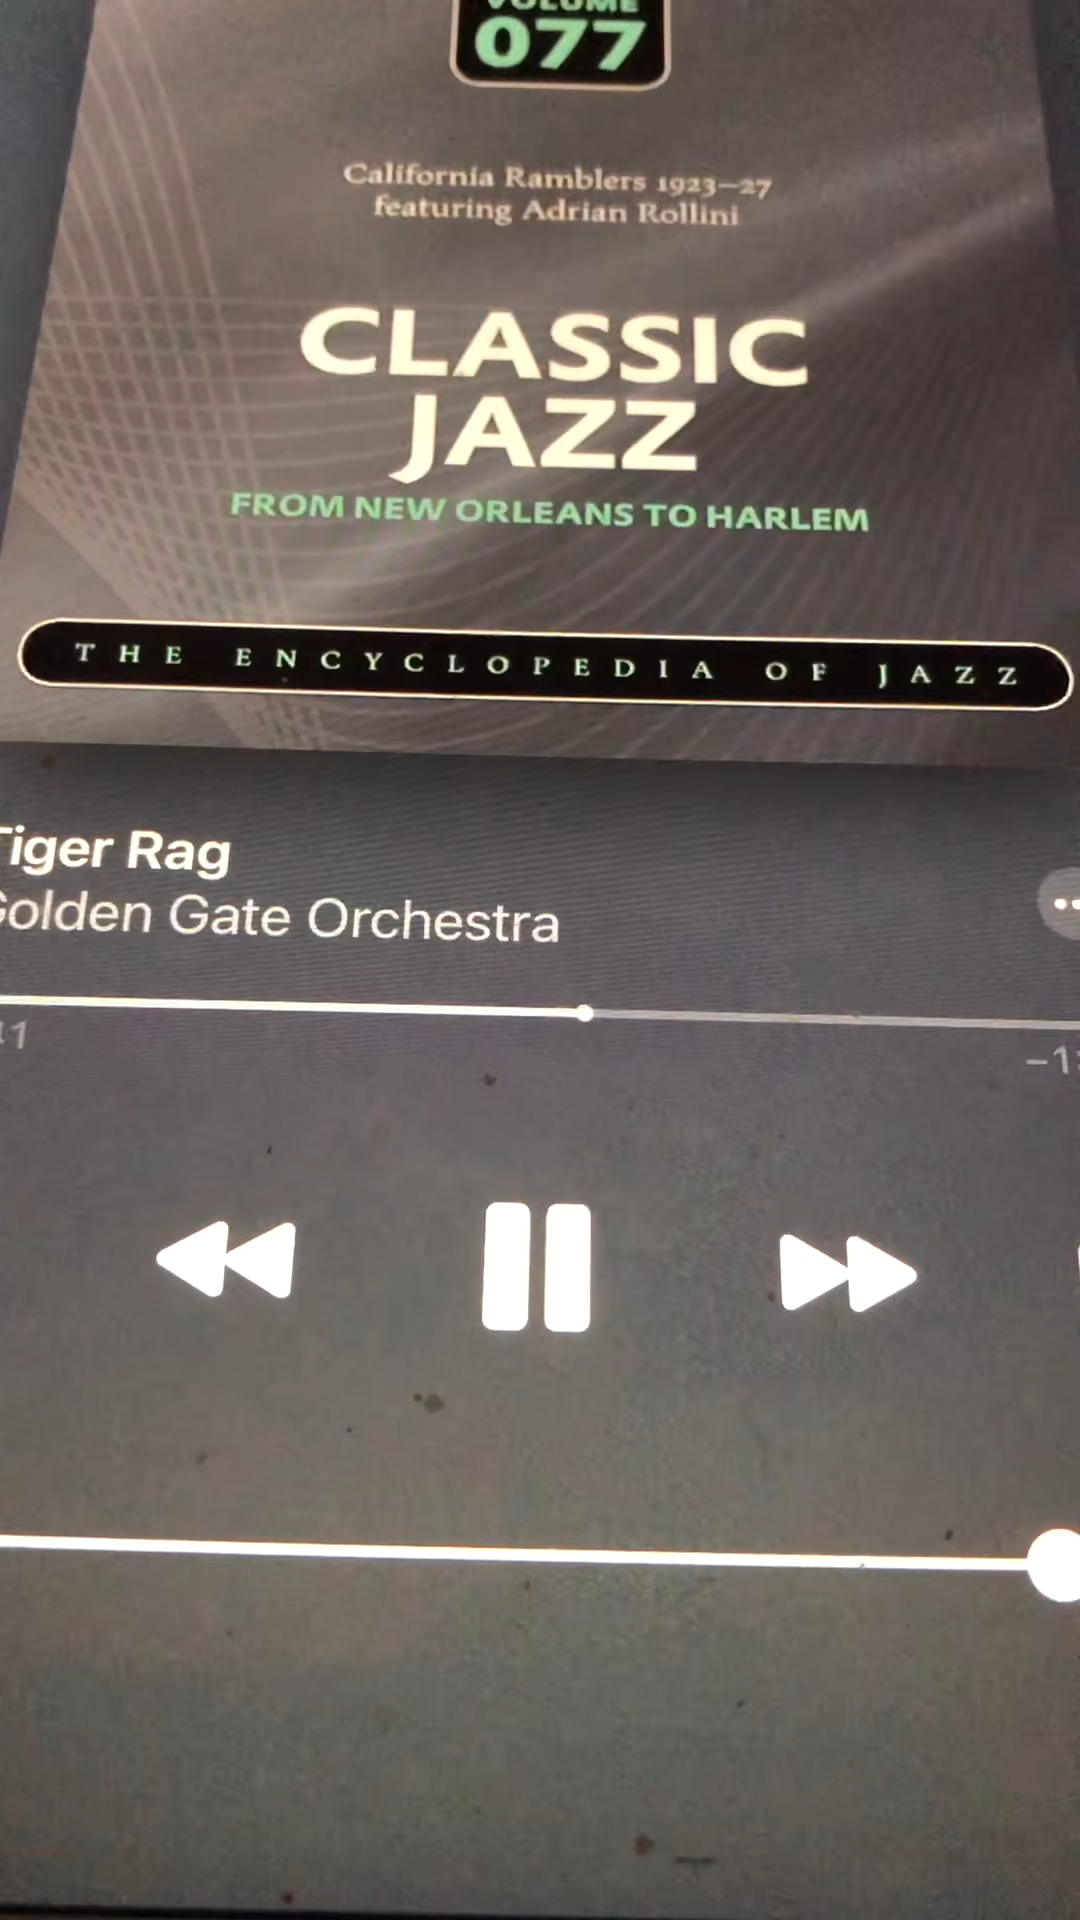 VOLUME
077
California Ramblers 1923–27
featuring Adrian Rollini
CLASSIC
JAZZ
FROM NEW ORLEANS TO HARLEM
THE ENCYCLOPEDIA OF JAZZ
Tiger Rag
Golden Gate Orchestra